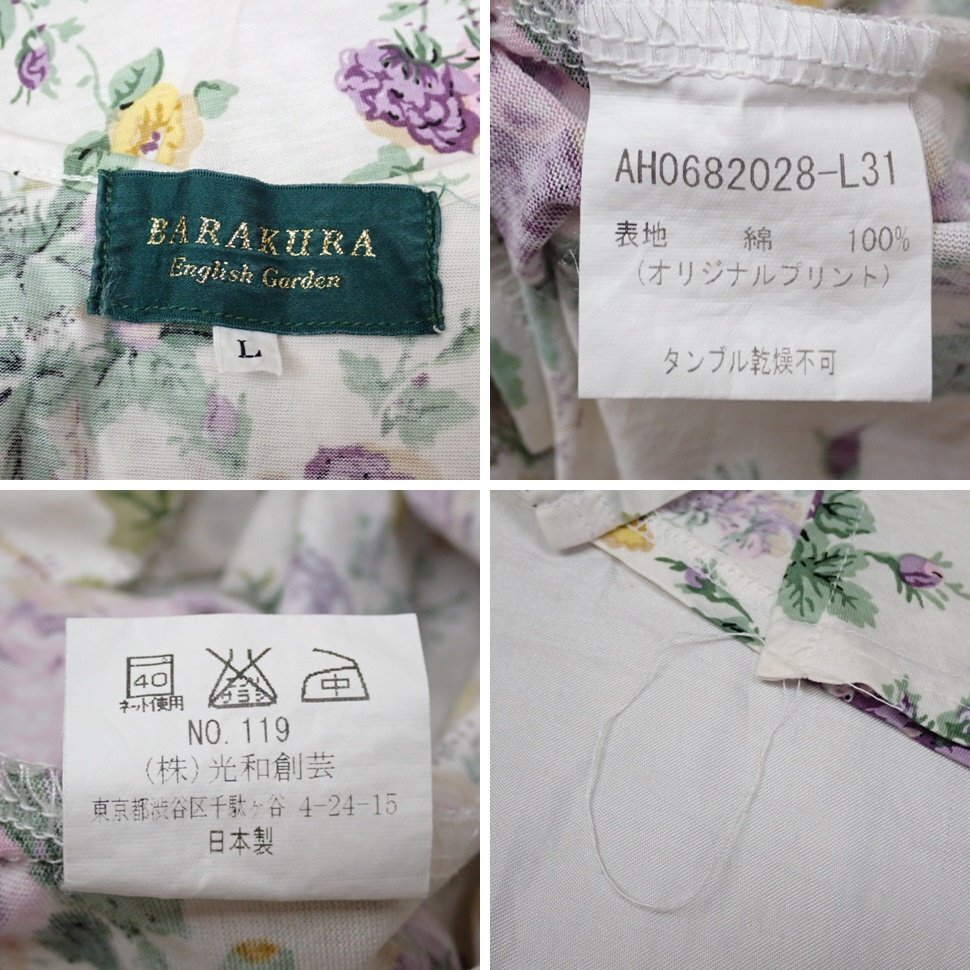 BARAKURA
English Garden
L
AH0682028-L31
表地 綿 100%
(オリジナルプリント)
タンブル乾燥不可
40 中
ネット使用
NO.119
(株)光和創芸
東京都渋谷区千駄ヶ谷 4-24-15
日本製